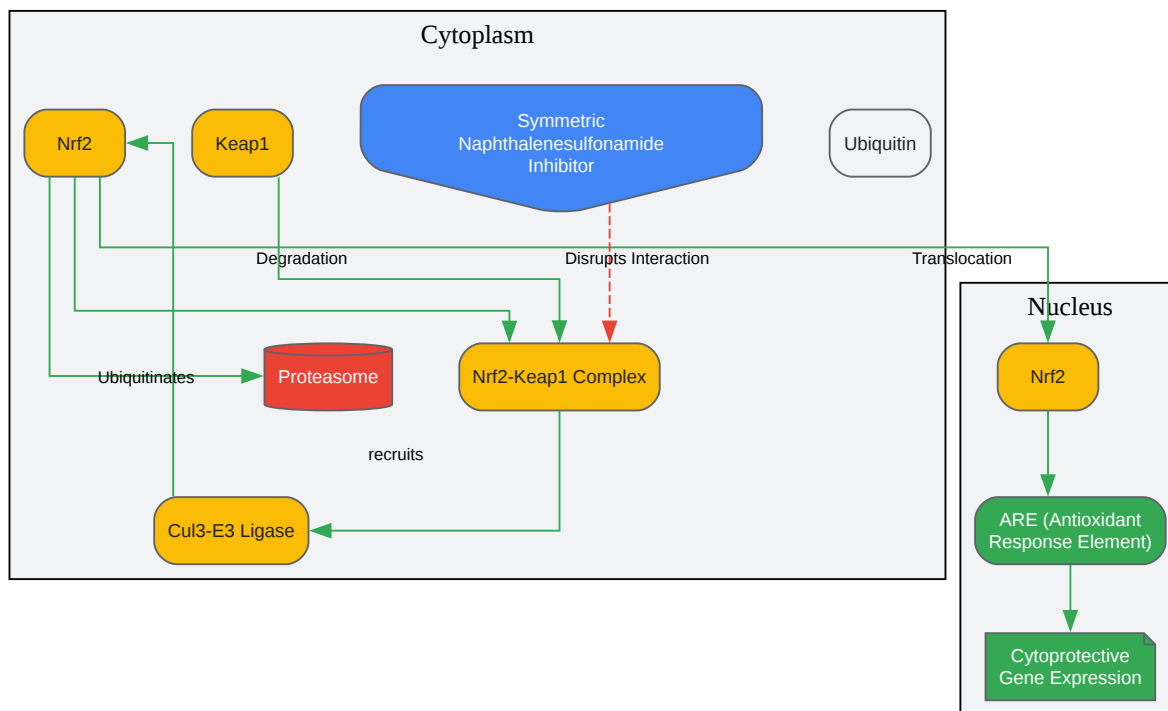 Cytoplasm
Nrf2
Keap1
Symmetric
Naphthalenesulfonamide
Inhibitor
Ubiquitin
Degradation
Disrupts Interaction
Translocation
Nucleus
Ubiquitinates
Proteasome
Nrf2-Keap1 Complex
Nrf2
recruits
Cul3-E3 Ligase
ARE (Antioxidant
Response Element)
Cytoprotective
Gene Expression